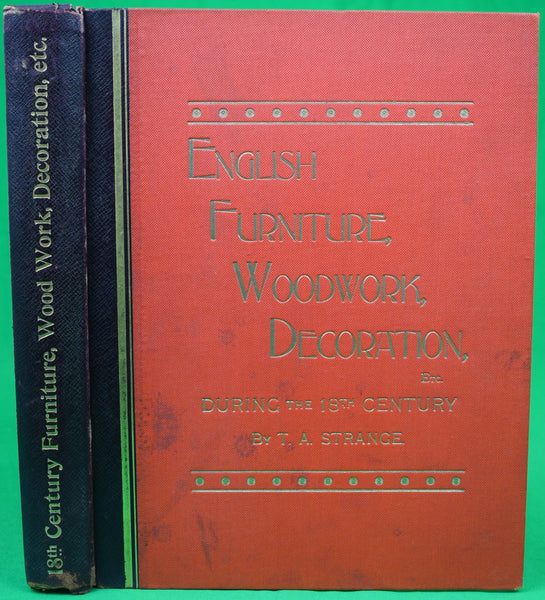 18th Century Furniture, Wood Work, Decoration, etc.
ENGLISH
FURNITURE,
WOODWORK,
DECORATION,
ETC.
DURING THE 18TH CENTURY
BY T. A. STRANGE.